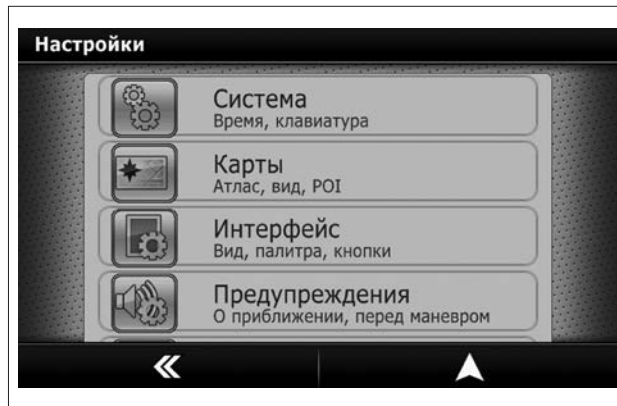 Настройки
Система
Время, клавиатура
Карты
Атлас, вид, POI
Интерфейс
Вид, палитра, кнопки
Предупреждения
О приближении, перед маневром